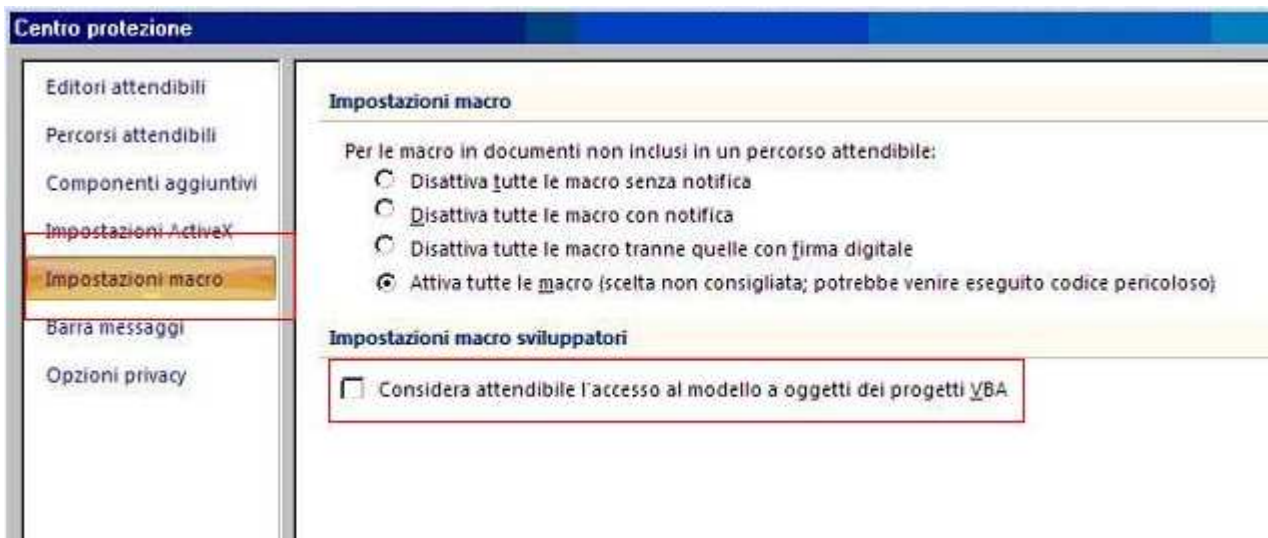 Centro protezione
Editori attendibili
Percorsi attendibili
Componenti aggiuntivi
Impostazioni ActiveX
Impostazioni macro
Barra messaggi
Opzioni privacy
Impostazioni macro
Per le macro in documenti non inclusi in un percorso attendibile:
Disattiva tutte le macro senza notifica
Disattiva tutte le macro con notifica
Disattiva tutte le macro tranne quelle con firma digitale
Attiva tutte le macro (scelta non consigliata; potrebbe venire eseguito codice pericoloso)
Impostazioni macro sviluppatori
Considera attendibile l'accesso al modello a oggetti dei progetti VBA